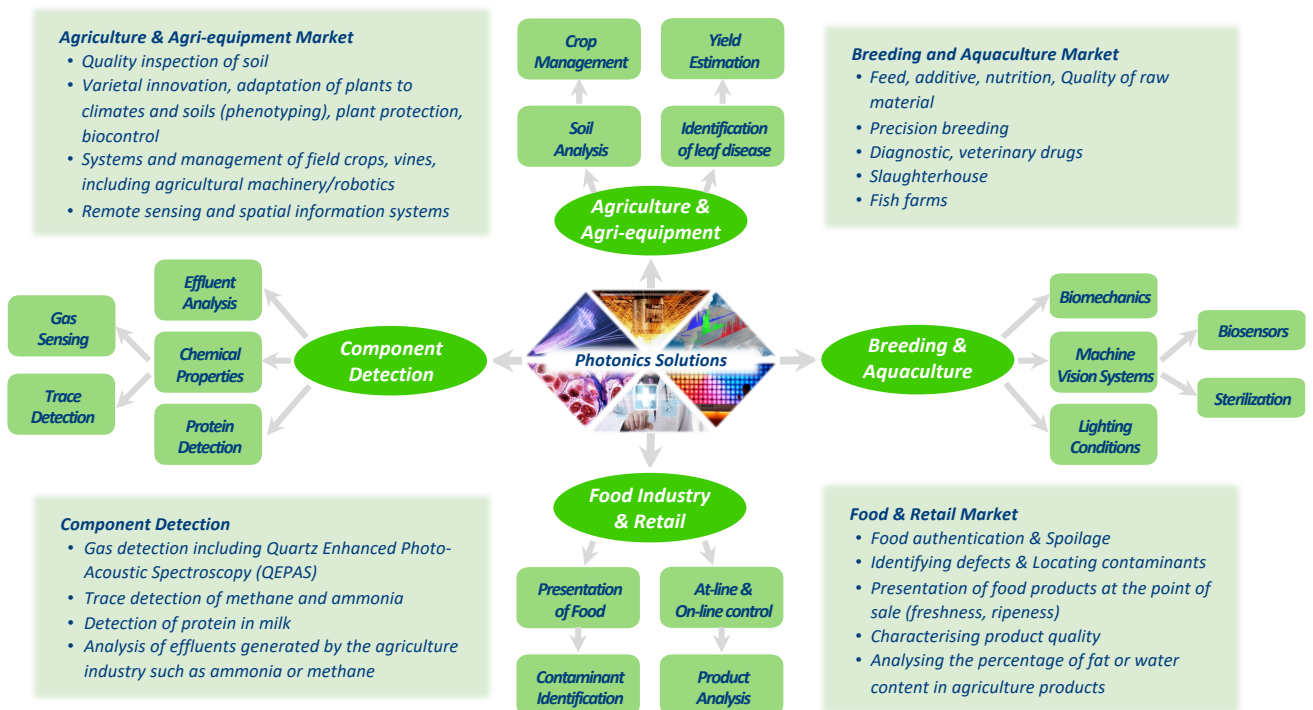 Agriculture & Agri-equipment Market
• Quality inspection of soil
• Varietal innovation, adaptation of plants to
climates and soils (phenotyping), plant protection,
biocontrol
• Systems and management of field crops, vines,
including agricultural machinery/robotics
• Remote sensing and spatial information systems
Crop
Management
Yield
Estimation
Soil
Analysis
Identification
of leaf disease
Agriculture &
Agri-equipment
Breeding and Aquaculture Market
• Feed, additive, nutrition, Quality of raw
material
• Precision breeding
• Diagnostic, veterinary drugs
• Slaughterhouse
• Fish farms
Gas
Sensing
Trace
Detection
Effluent
Analysis
Chemical
Properties
Protein
Detection
Component
Detection
Photonics Solutions
Breeding &
Aquaculture
Biomechanics
Machine
Vision Systems
Lighting
Conditions
Biosensors
Sterilization
Component Detection
• Gas detection including Quartz Enhanced Photo-
Acoustic Spectroscopy (QEPAS)
• Trace detection of methane and ammonia
• Detection of protein in milk
• Analysis of effluents generated by the agriculture
industry such as ammonia or methane
Food Industry
& Retail
Presentation
of Food
At-line &
On-line control
Contaminant
Identification
Product
Analysis
Food & Retail Market
• Food authentication & Spoilage
• Identifying defects & Locating contaminants
• Presentation of food products at the point of
sale (freshness, ripeness)
• Characterising product quality
• Analysing the percentage of fat or water
content in agriculture products